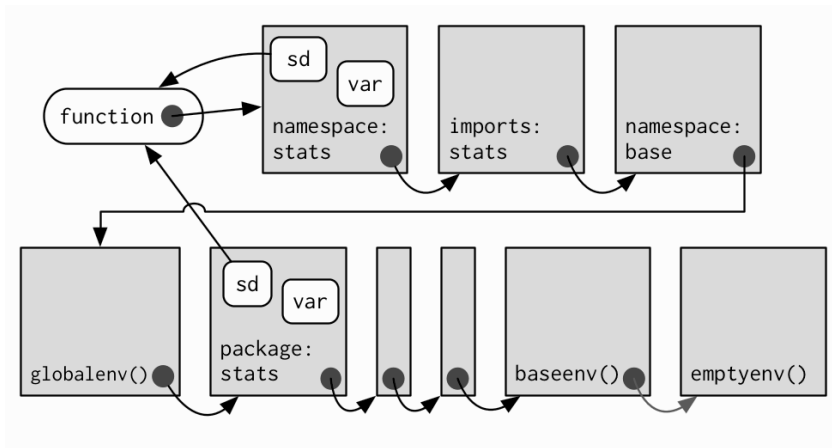 sd
var
function
namespace:
stats
imports:
stats
namespace:
base
globalenv()
sd
var
package:
stats
baseenv()
emptyenv()